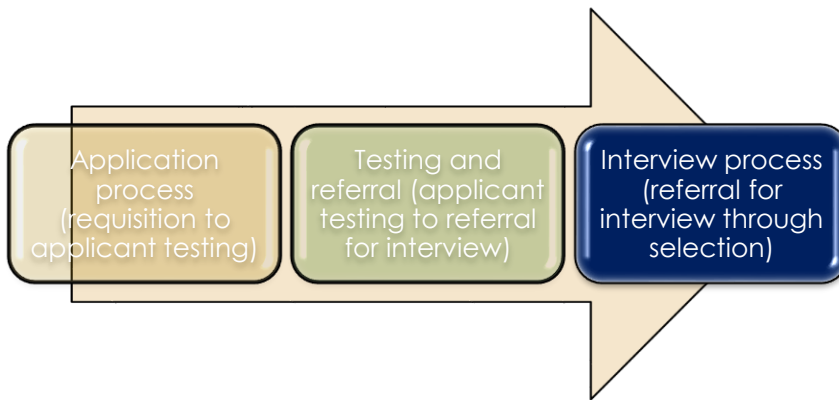 Application
process
(requisition to
applicant testing)
Testing and
referral (applicant
testing to referral
for interview)
Interview process
(referral for
interview through
selection)